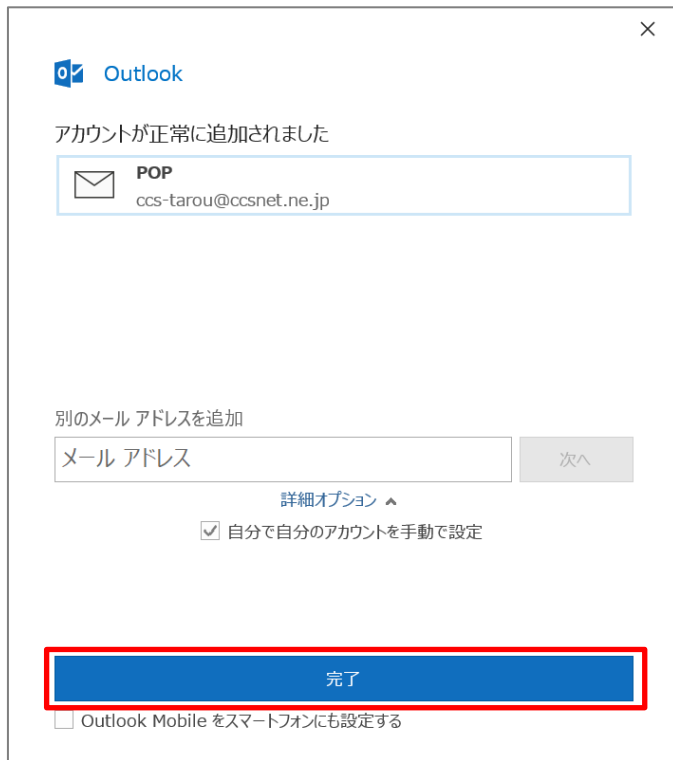 Outlook
アカウントが正常に追加されました
POP
ccs-tarou@ccsnet.ne.jp
別のメール アドレスを追加
メール アドレス
次へ
詳細オプション
自分で自分のアカウントを手動で設定
完了
Outlook Mobile をスマートフォンにも設定する